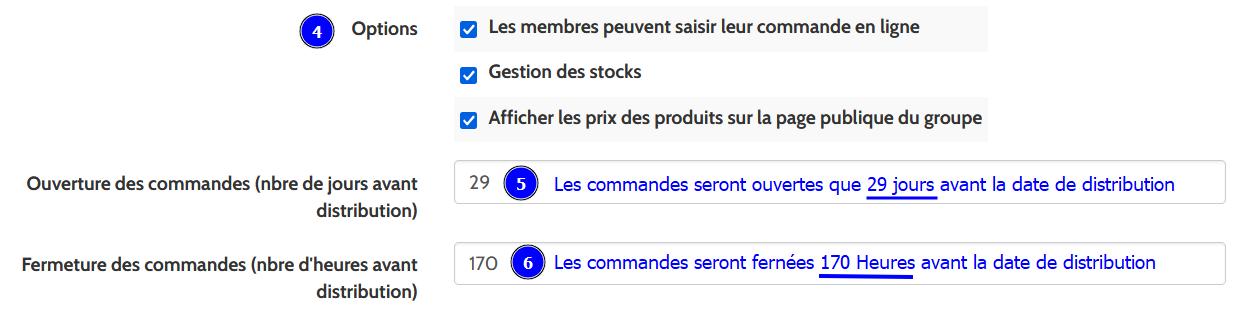 4 Options Les membres peuvent saisir leur commande en ligne
Gestion des stocks
Afficher les prix des produits sur la page publique du groupe
Ouverture des commandes (nbre de jours avant
distribution)
29 5 Les commandes seront ouvertes que 29 jours avant la date de distribution
Fermeture des commandes (nbre d'heures avant
distribution)
170 6 Les commandes seront fernées 170 Heures avant la date de distribution